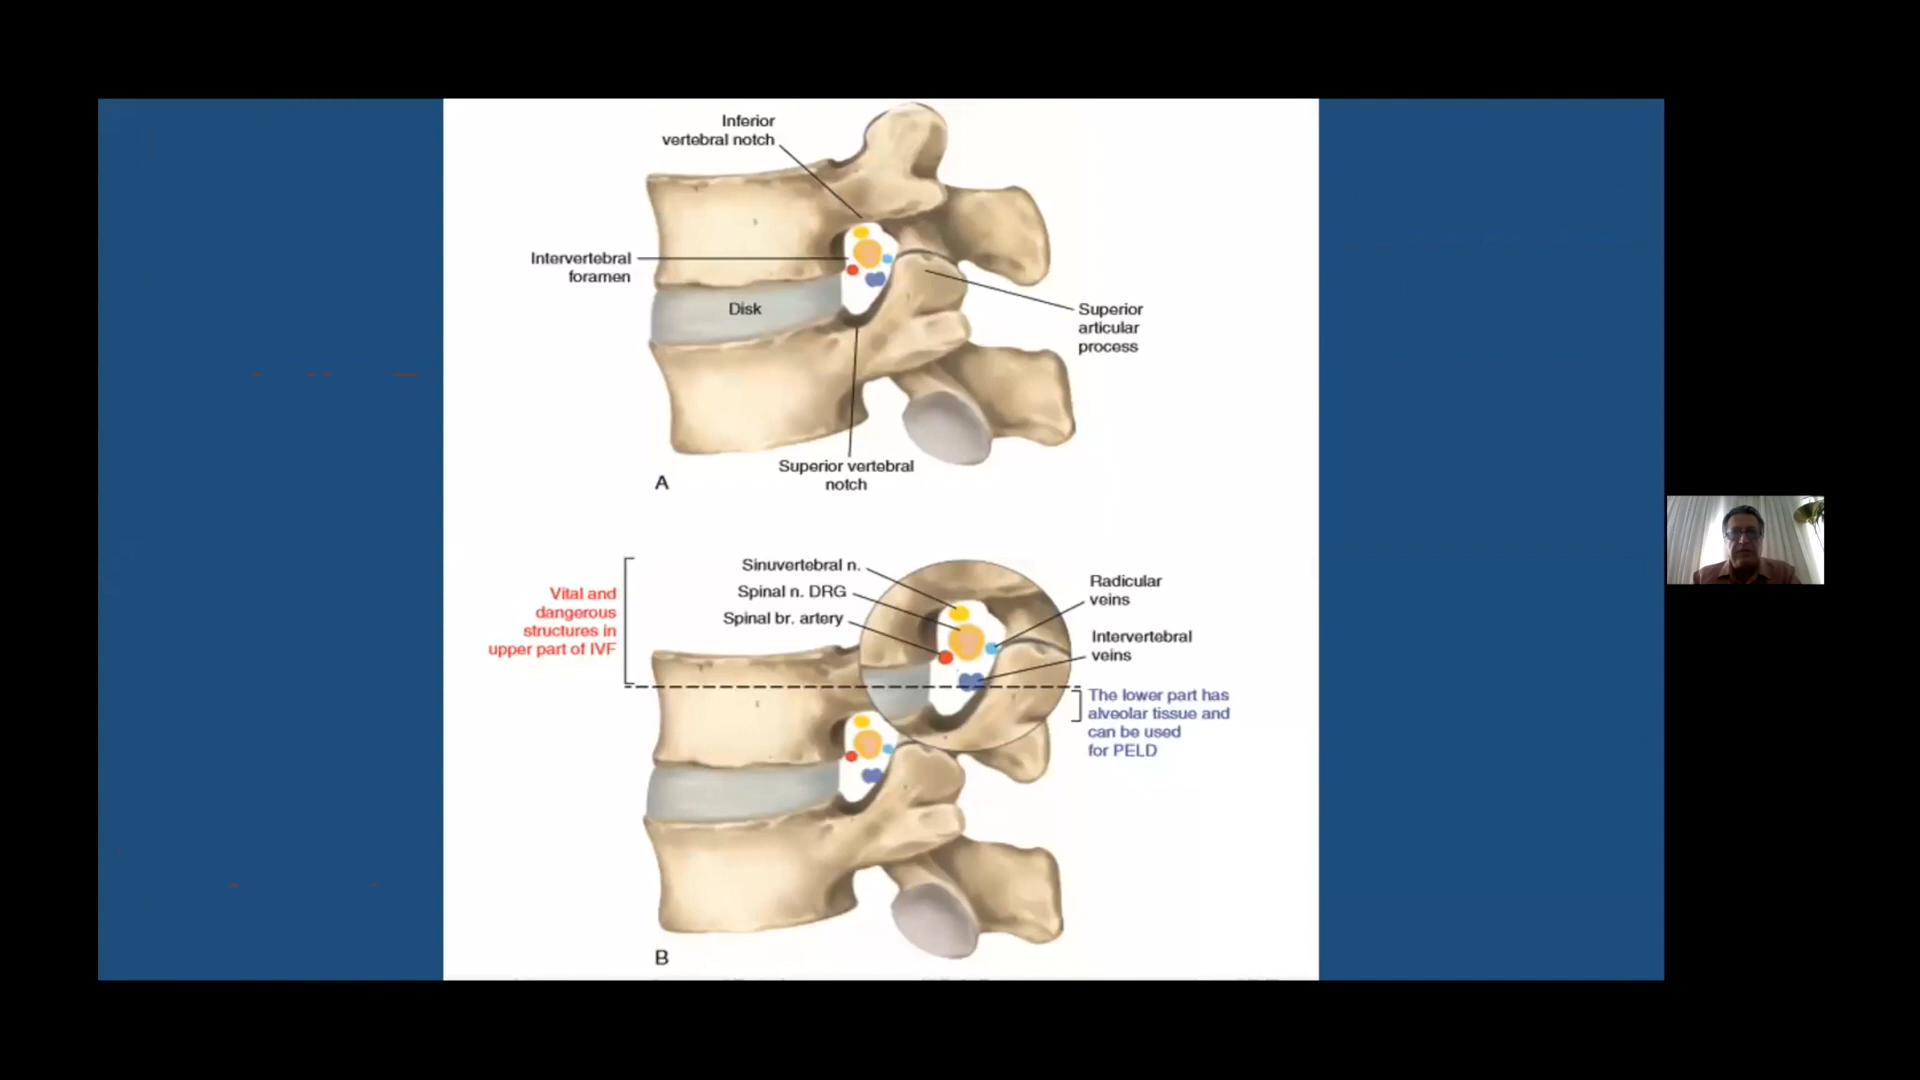 Inferior
vertebral notch
Intervertebral
foramen
Disk
Superior
articular
process
Superior vertebral
notch
A
Sinuvertebral n.
Spinal n. DRG
Spinal br. artery
Radicular
veins
Intervertebral
veins
Vital and
dangerous
structures in
upper part of IVF
The lower part has
alveolar tissue and
can be used
for PELD
B